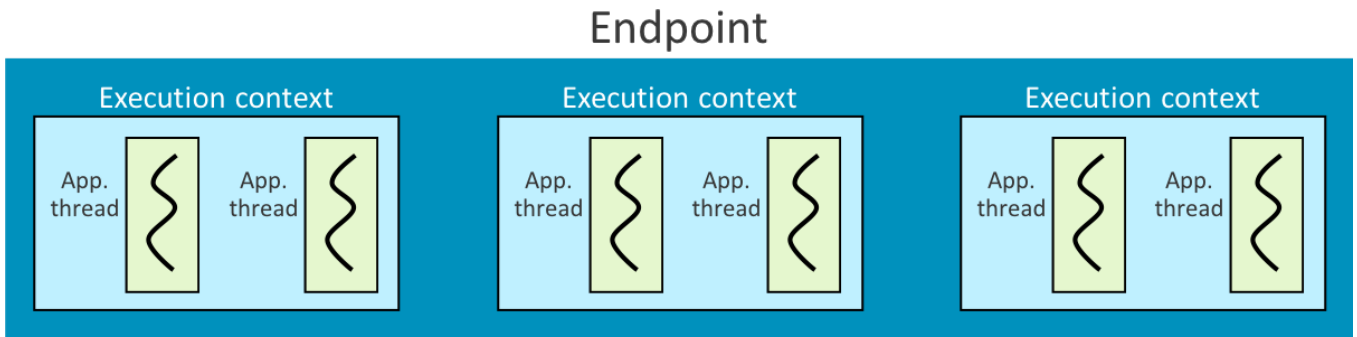 Endpoint
Execution context
App.
thread
App.
thread
Execution context
App.
thread
App.
thread
Execution context
App.
thread
App.
thread